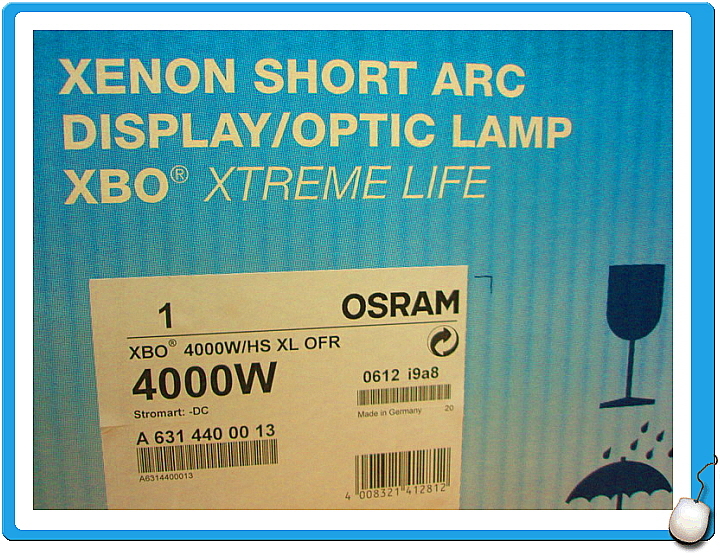 XENON SHORT ARC
DISPLAY/OPTIC LAMP
XBO® XTREME LIFE
1 OSRAM
XBO® 4000W/HS XL OFR
4000W
0612 i9a8
Stromart: -DC
Made in Germany 20
A 631 440 00 13
A6314400013
4 008321 412812